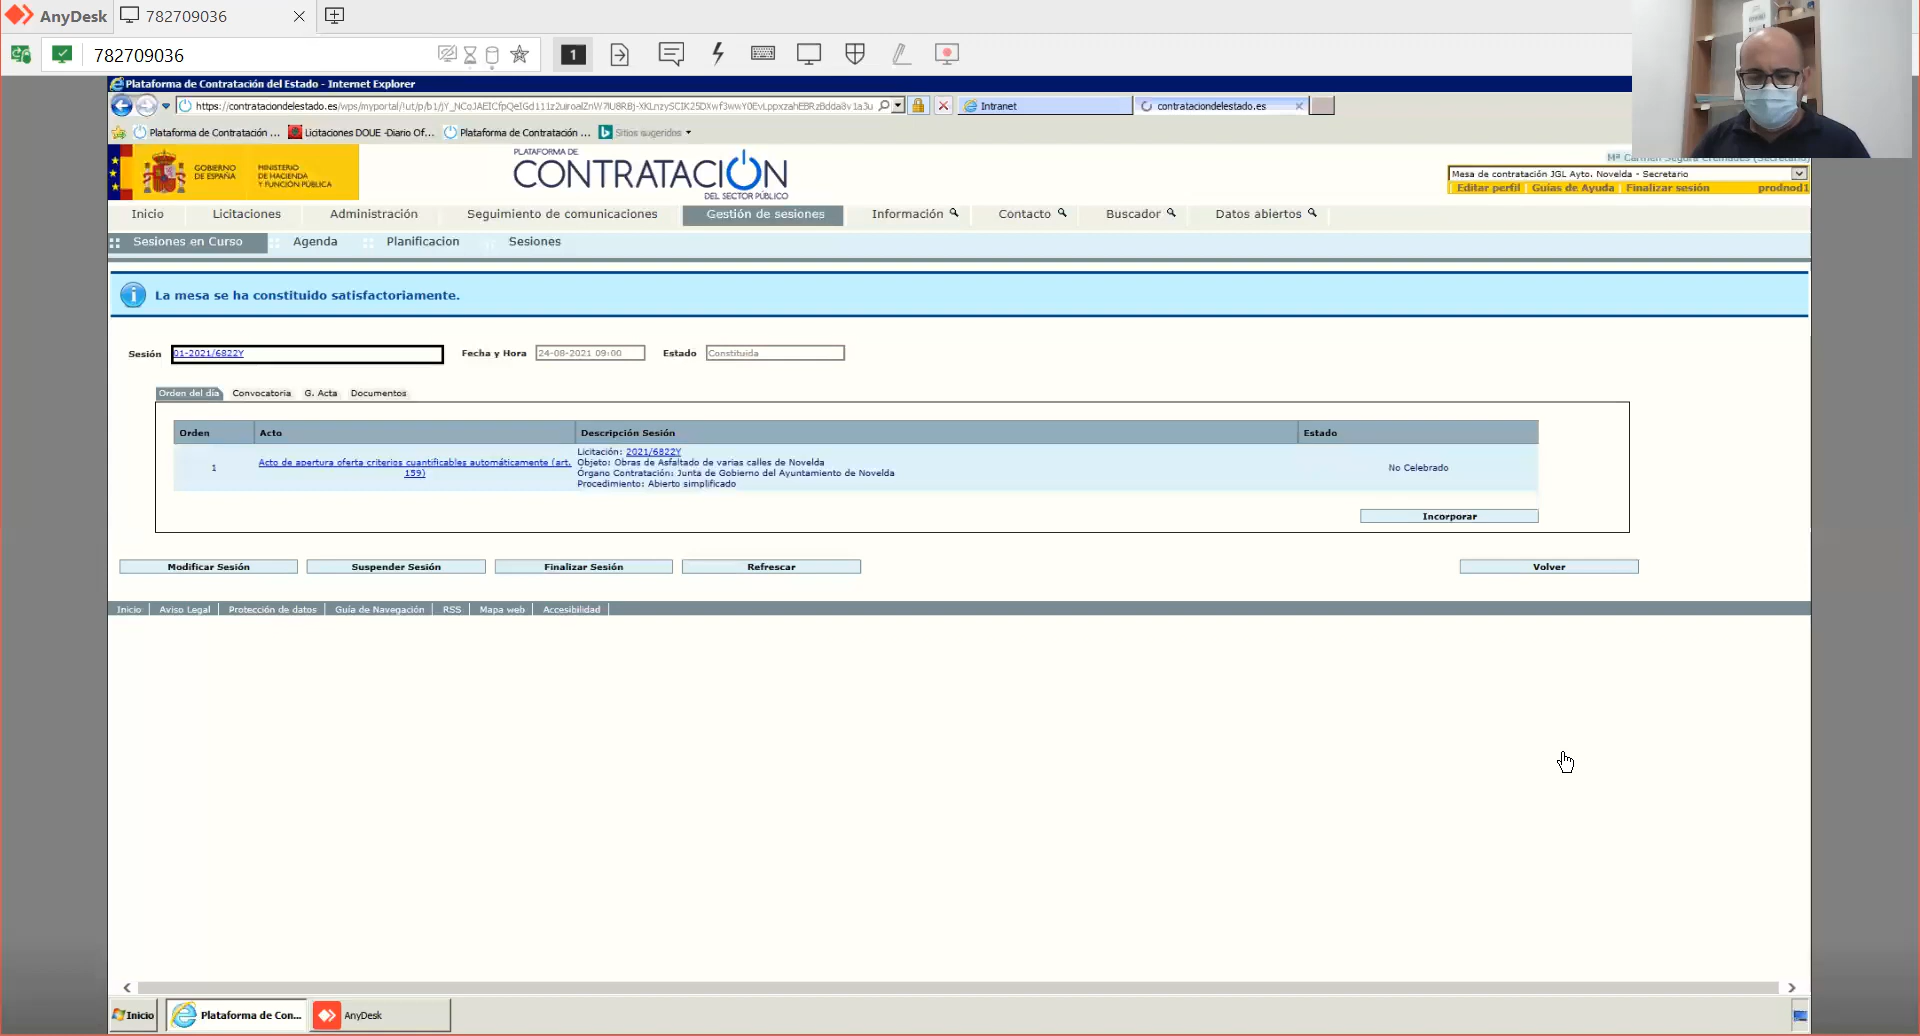 AnyDesk
782709036
782709036
1
Plataforma de Contratación del Estado - Internet Explorer
Intranet
contrataciondelestado.es
Plataforma de Contratación ...
Licitaciones DOUE -Diario Of...
Plataforma de Contratación ...
Sitios sugeridos
GOBIERNO
DE ESPAÑA
MINISTERIO
DE HACIENDA
Y FUNCIÓN PÚBLICA
PLATAFORMA DE
CONTRATACIÓN
DEL SECTOR PÚBLICO
Mesa de contratación JGL Ayto. Novelda - Secretario
Editar perfil
Guías de Ayuda
Finalizar sesión
prodnod1
Inicio
Licitaciones
Administración
Seguimiento de comunicaciones
Gestión de sesiones
Información
Contacto
Buscador
Datos abiertos
Sesiones en Curso
Agenda
Planificacion
Sesiones
La mesa se ha constituido satisfactoriamente.
Sesión
01-2021/6822Y
Fecha y Hora
24-08-2021 09:00
Estado
Constituida
Orden del día
Convocatoria
G. Acta
Documentos
Orden
Acto
Descripción Sesión
Estado
1
Acto de apertura oferta criterios cuantificables automáticamente (art.
159)
Licitación: 2021/6822Y
Objeto: Obras de Asfaltado de varias calles de Novelda
Órgano Contratación: Junta de Gobierno del Ayuntamiento de Novelda
Procedimiento: Abierto simplificado
No Celebrado
Incorporar
Modificar Sesión
Suspender Sesión
Finalizar Sesión
Refrescar
Volver
Inicio
Aviso Legal
Protección de datos
Guía de Navegación
RSS
Mapa web
Accesibilidad
Inicio
Plataforma de Con...
AnyDesk